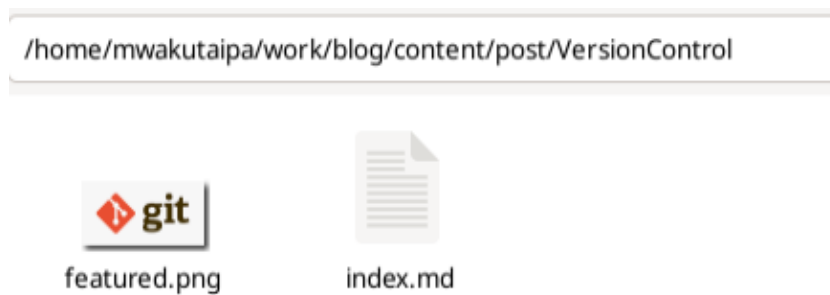 /home/mwakutaipa/work/blog/content/post/VersionControl
git
featured.png
index.md